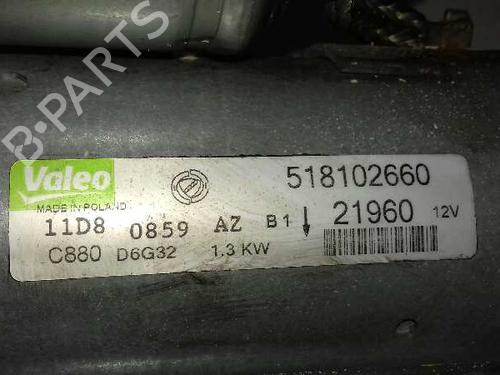 B-PARTS
Valeo
518102660
MADE IN POLAND
11D8 0859 AZ B1 21960 12V
C880 D6G32 1.3 KW